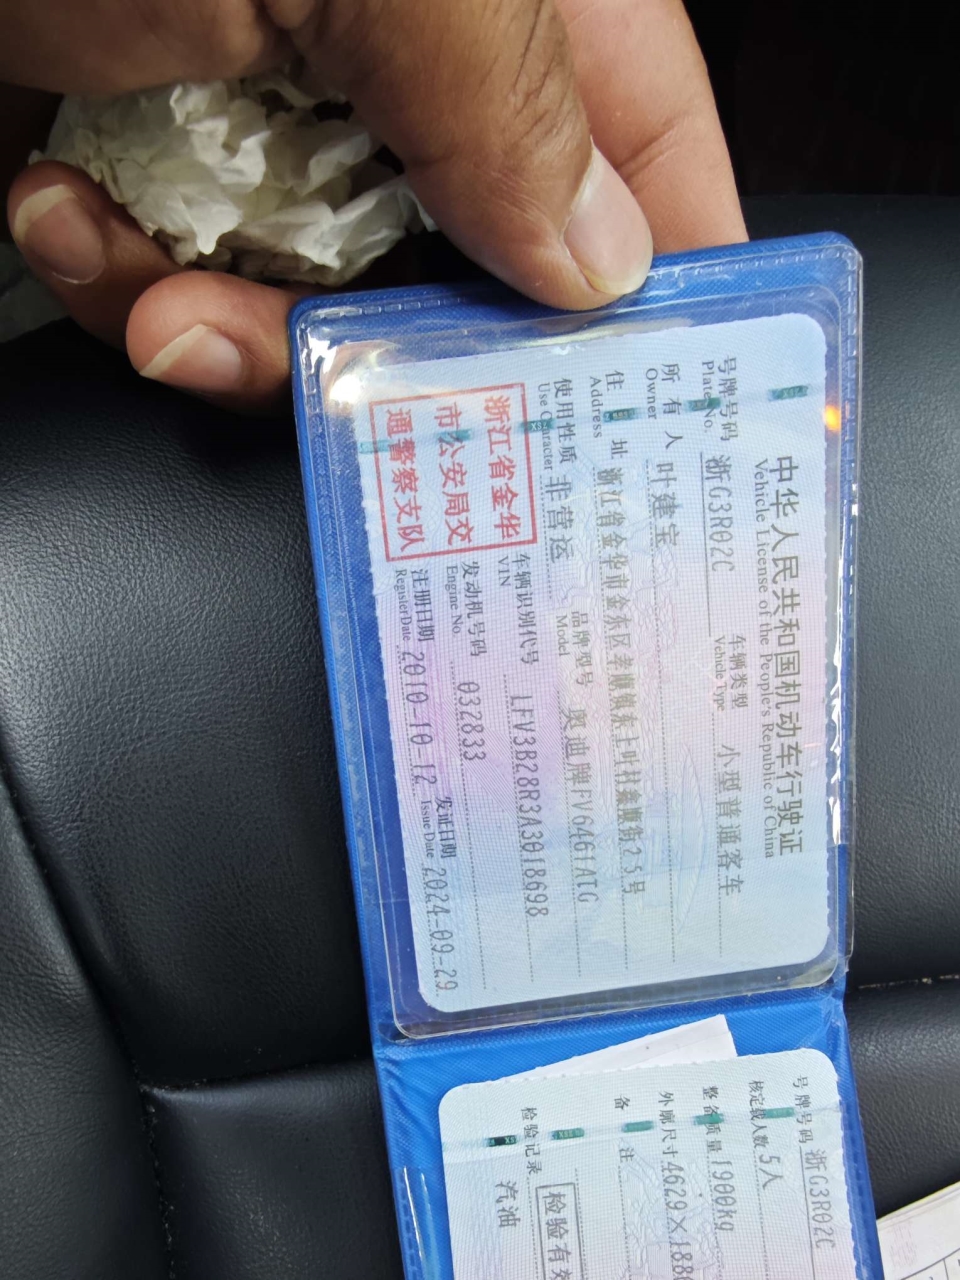 中华人民共和国机动车行驶证
Vehicle License of the People's Republic of China
号牌号码 浙G3R02C 车辆类型 小型普通客车
Plate No. Vehicle Type
所有人 叶建宝
Owner
住址 浙江省金华市金东区孝顺镇东上叶村鑫顺街25号
Address
使用性质 非营运 品牌型号 奥迪牌FV6461ATG
Use Character Model
浙江省金华
市公安局交
通警察支队
车辆识别代号 LFV3B28R3A3018698
VIN
发动机号码 032833
Engine No.
注册日期 2010-10-12 发证日期 2024-09-29
Register Date Issue Date
号牌号码 浙G3R02C
核定载人数 5人
整备质量 1900kg
外廓尺寸 4629×1880
备注
检验记录
检验有效
汽油